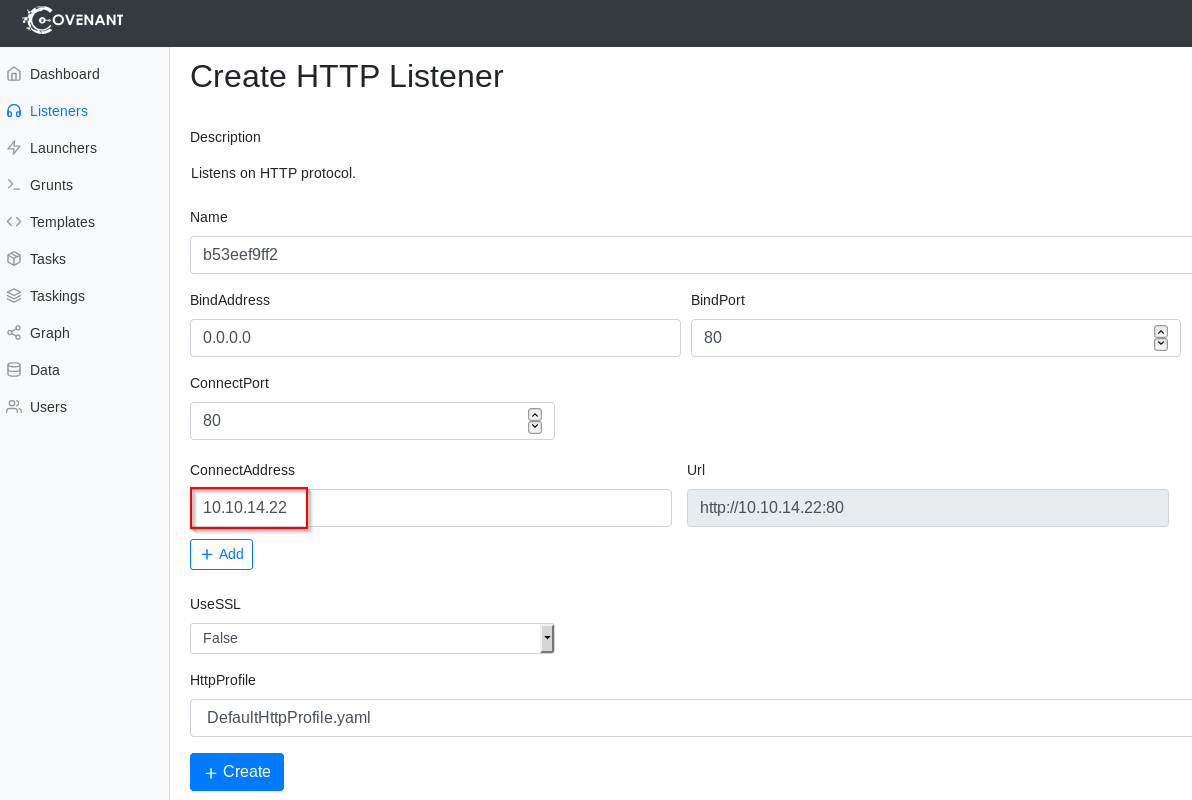 COVENANT
Dashboard
Listeners
Launchers
Grunts
Templates
Tasks
Taskings
Graph
Data
Users
Create HTTP Listener
Description
Listens on HTTP protocol.
Name
b53eef9ff2
BindAddress BindPort
0.0.0.0 80
ConnectPort
80
ConnectAddress Url
10.10.14.22 http://10.10.14.22:80
+ Add
UseSSL
False
HttpProfile
DefaultHttpProfile.yaml
+ Create